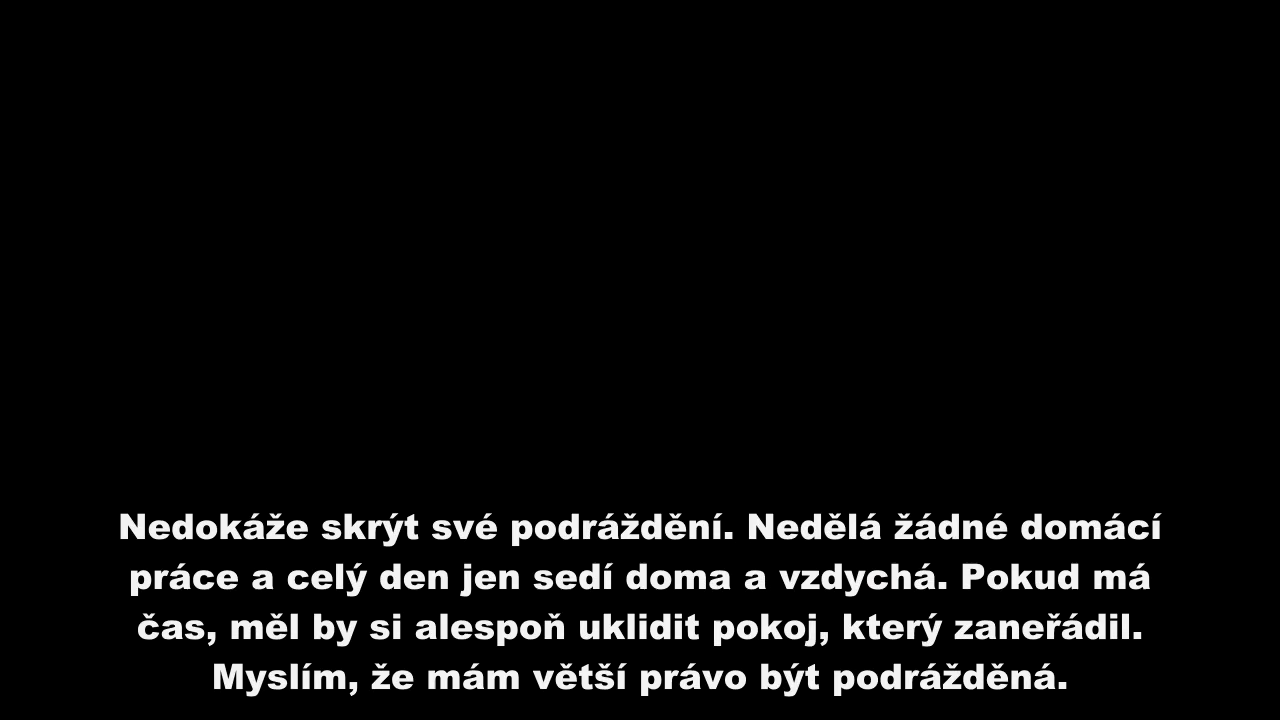 Nedokáže skrýt své podráždění. Nedělá žádné domácí
práce a celý den jen sedí doma a vzdychá. Pokud má
čas, měl by si alespoň uklidit pokoj, který zaneřádil.
Myslím, že mám větší právo být podrážděná.